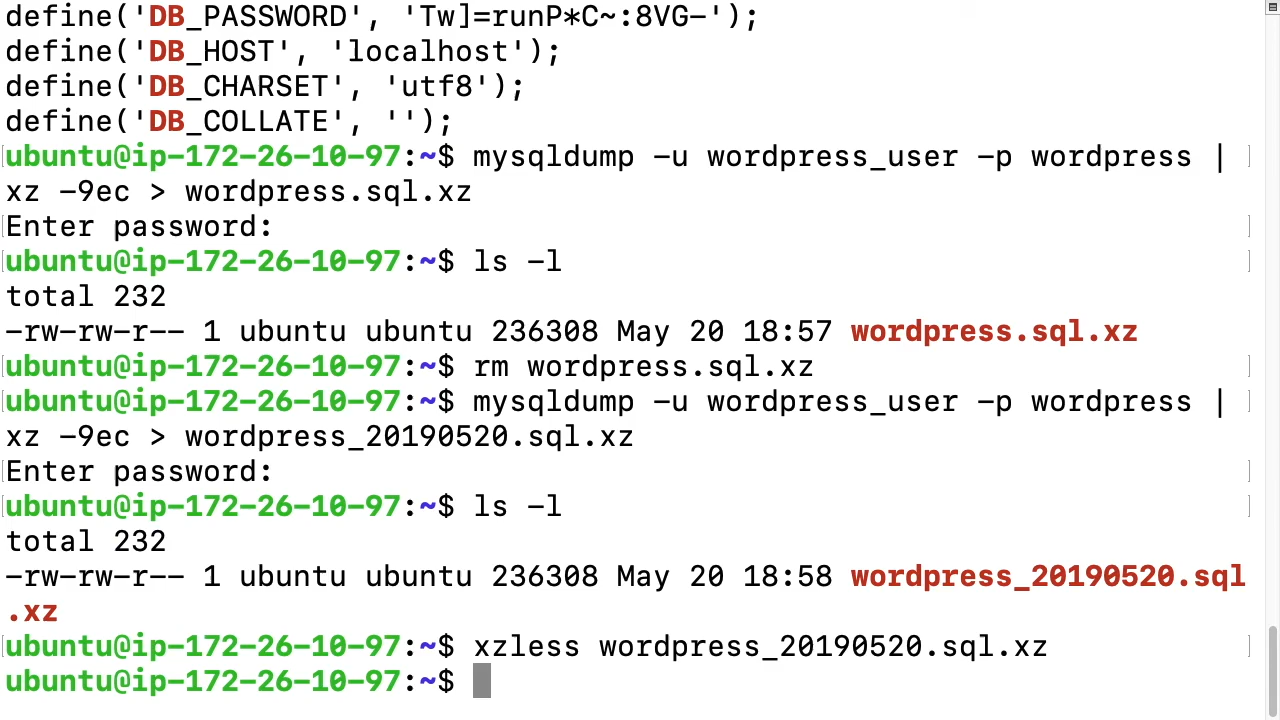 define('DB_PASSWORD', 'Tw]=runP*C~:8VG-');
define('DB_HOST', 'localhost');
define('DB_CHARSET', 'utf8');
define('DB_COLLATE', '');
ubuntu@ip-172-26-10-97:~$ mysqldump -u wordpress_user -p wordpress |
xz -9ec > wordpress.sql.xz
Enter password:
ubuntu@ip-172-26-10-97:~$ ls -l
total 232
-rw-rw-r-- 1 ubuntu ubuntu 236308 May 20 18:57 wordpress.sql.xz
ubuntu@ip-172-26-10-97:~$ rm wordpress.sql.xz
ubuntu@ip-172-26-10-97:~$ mysqldump -u wordpress_user -p wordpress |
xz -9ec > wordpress_20190520.sql.xz
Enter password:
ubuntu@ip-172-26-10-97:~$ ls -l
total 232
-rw-rw-r-- 1 ubuntu ubuntu 236308 May 20 18:58 wordpress_20190520.sql
.xz
ubuntu@ip-172-26-10-97:~$ xzless wordpress_20190520.sql.xz
ubuntu@ip-172-26-10-97:~$